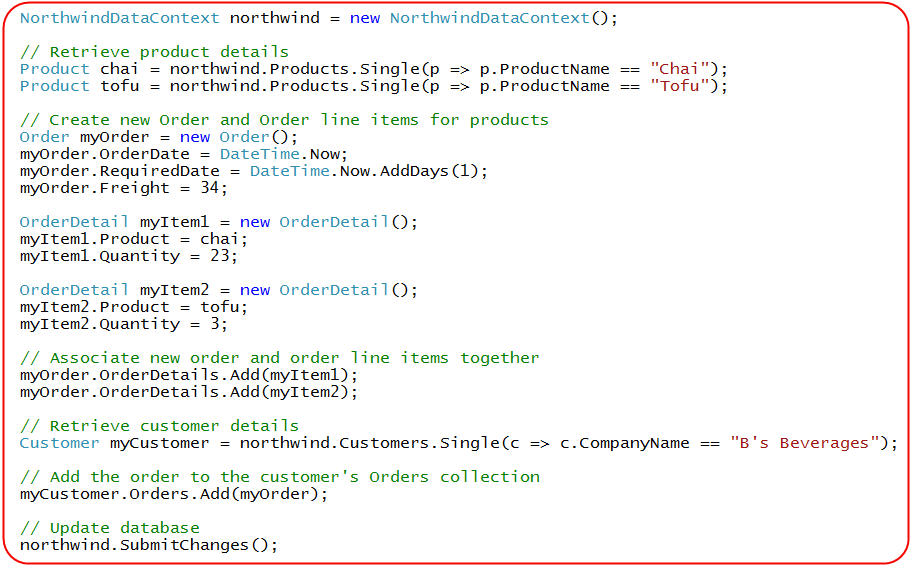 NorthwindDataContext northwind = new NorthwindDataContext();
// Retrieve product details
Product chai = northwind.Products.Single(p => p.ProductName == "Chai");
Product tofu = northwind.Products.Single(p => p.ProductName == "Tofu");
// Create new Order and Order line items for products
Order myOrder = new Order();
myOrder.OrderDate = DateTime.Now;
myOrder.RequiredDate = DateTime.Now.AddDays(1);
myOrder.Freight = 34;
OrderDetail myItem1 = new OrderDetail();
myItem1.Product = chai;
myItem1.Quantity = 23;
OrderDetail myItem2 = new OrderDetail();
myItem2.Product = tofu;
myItem2.Quantity = 3;
// Associate new order and order line items together
myOrder.OrderDetails.Add(myItem1);
myOrder.OrderDetails.Add(myItem2);
// Retrieve customer details
Customer myCustomer = northwind.Customers.Single(c => c.CompanyName == "B's Beverages");
// Add the order to the customer's Orders collection
myCustomer.Orders.Add(myOrder);
// Update database
northwind.SubmitChanges();